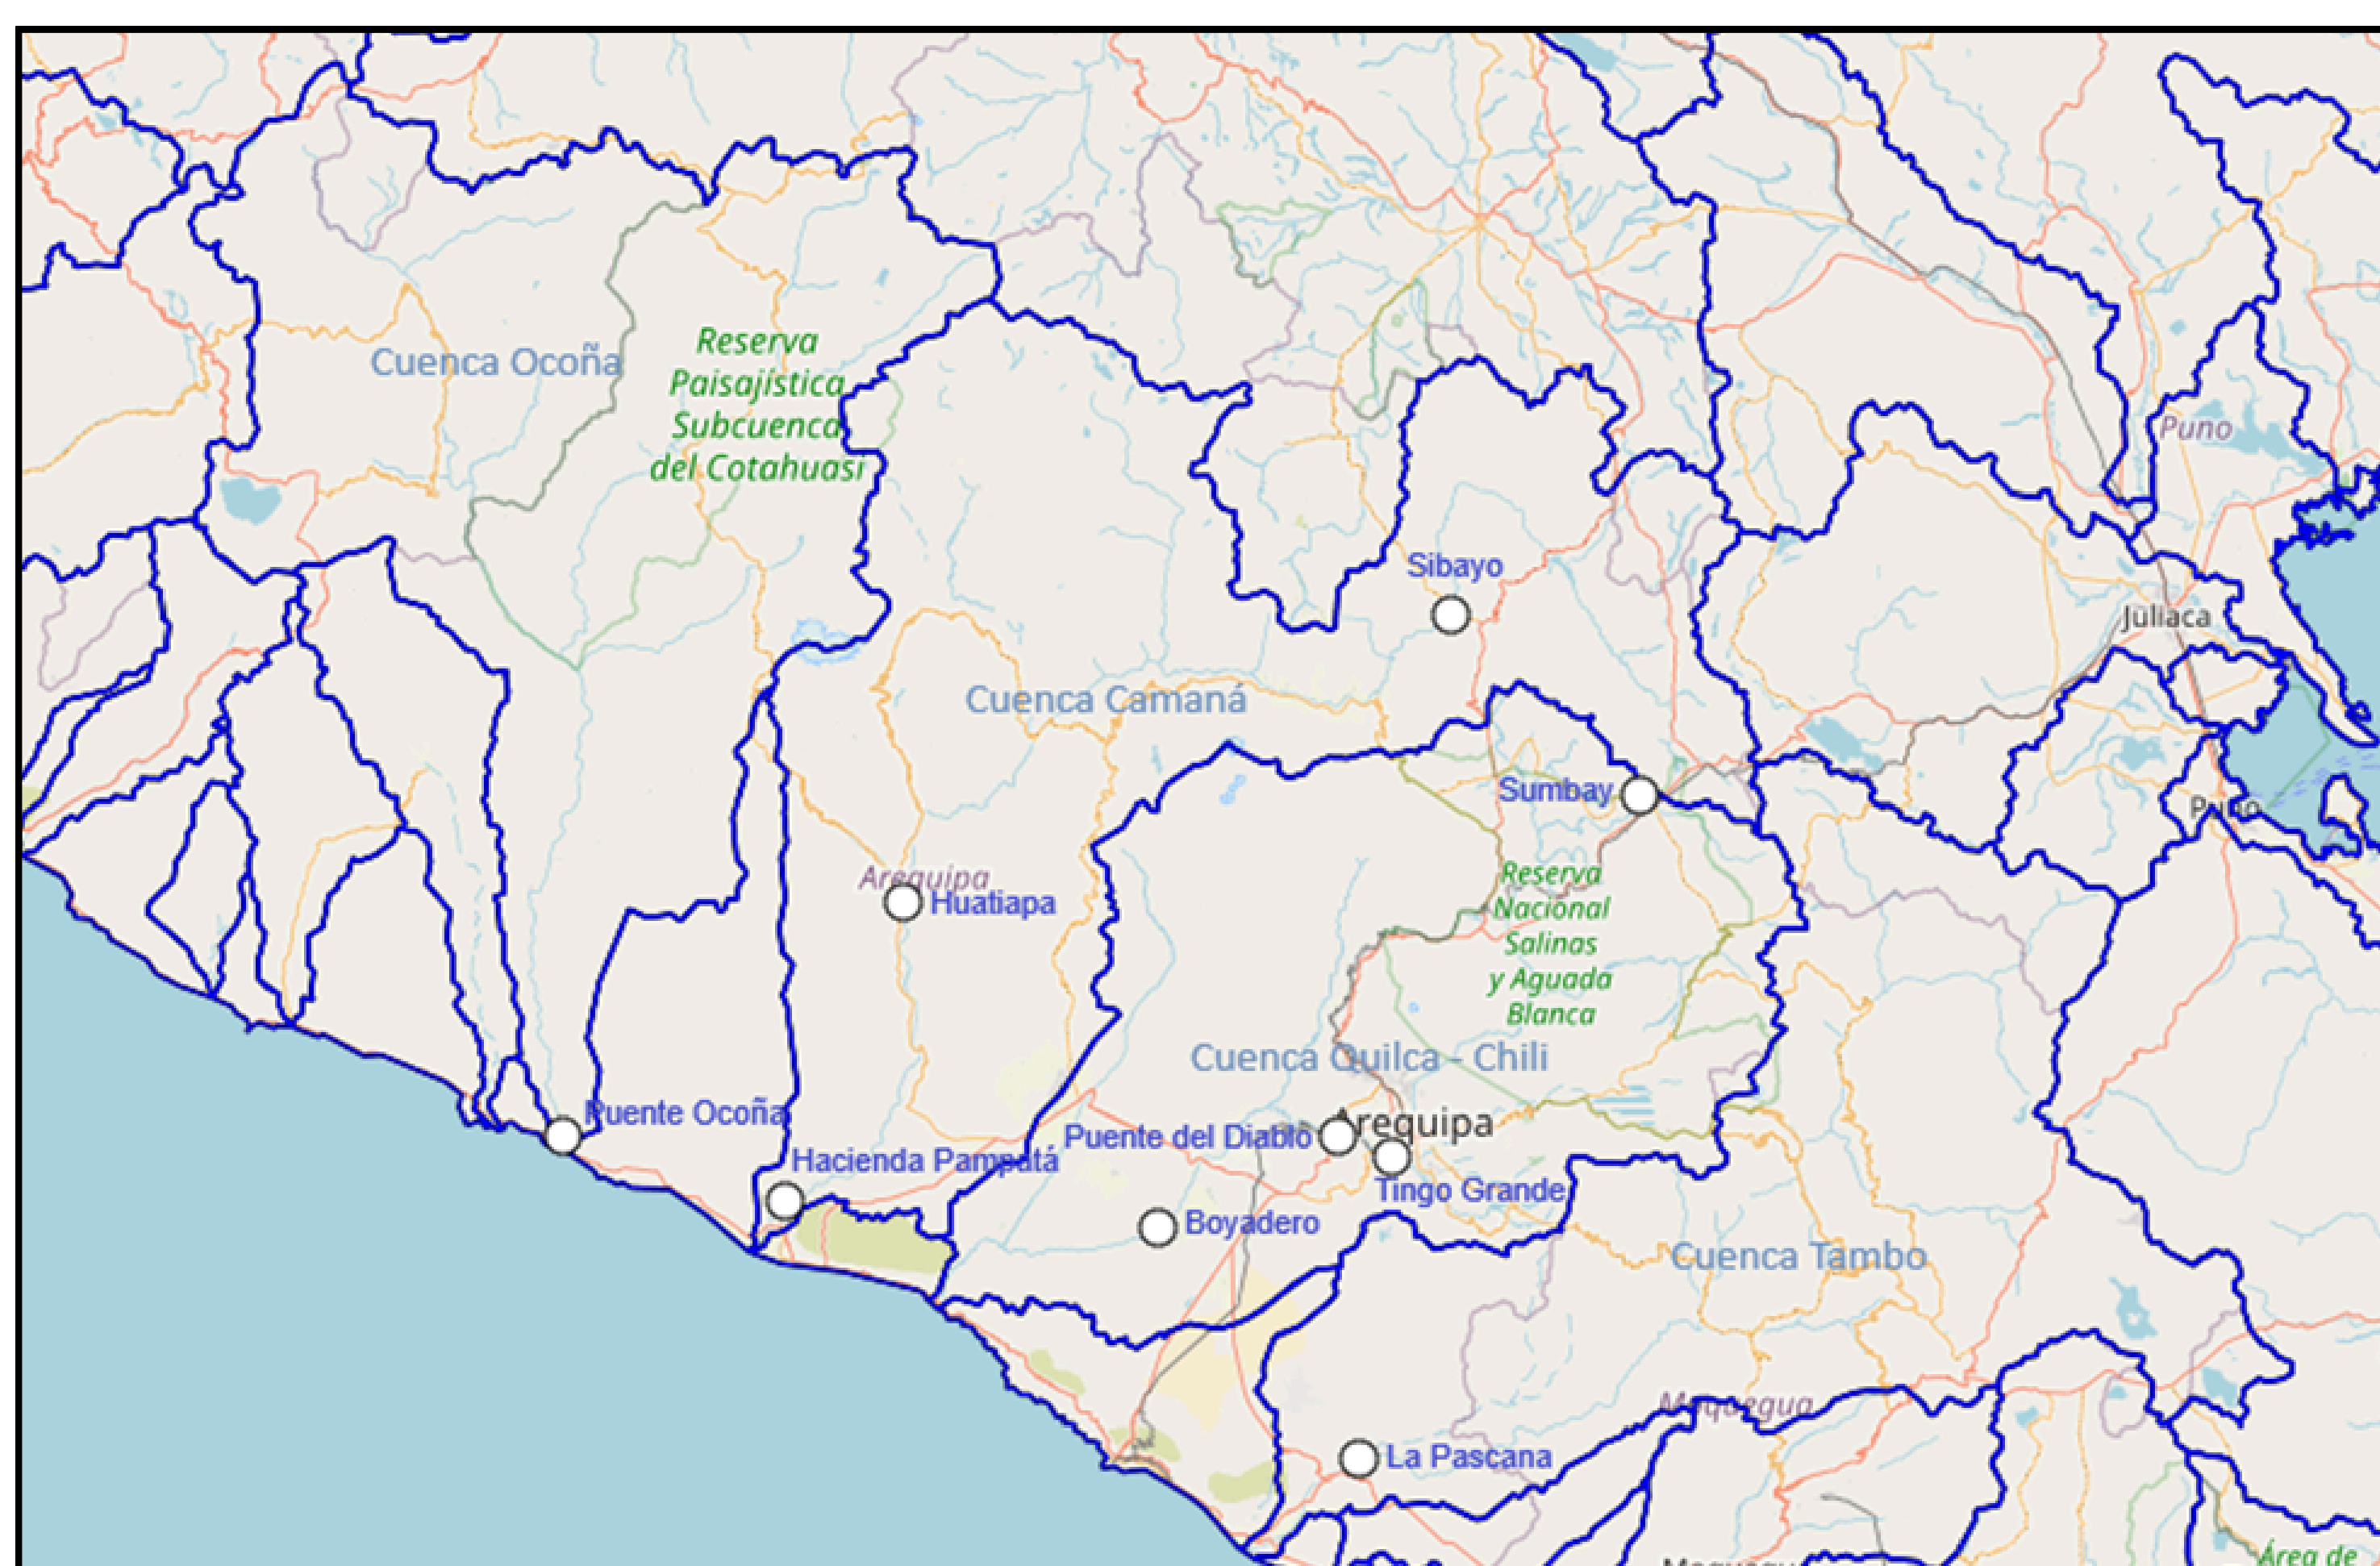 Cuenca Ocoña
Reserva
Paisajística
Subcuenca
del Cotahuasi
Puno
Sibayo
Juliaca
Cuenca Camaná
Sumbay
Puno
Arequipa
Huatiapa
Reserva
Nacional
Salinas
y Aguada
Blanca
Cuenca Quilca - Chili
Puente Ocoña
Arequipa
Puente del Diablo
Hacienda Pampatá
Tingo Grande
Boyadero
Cuenca Tambo
Moquegua
La Pascana
Área de